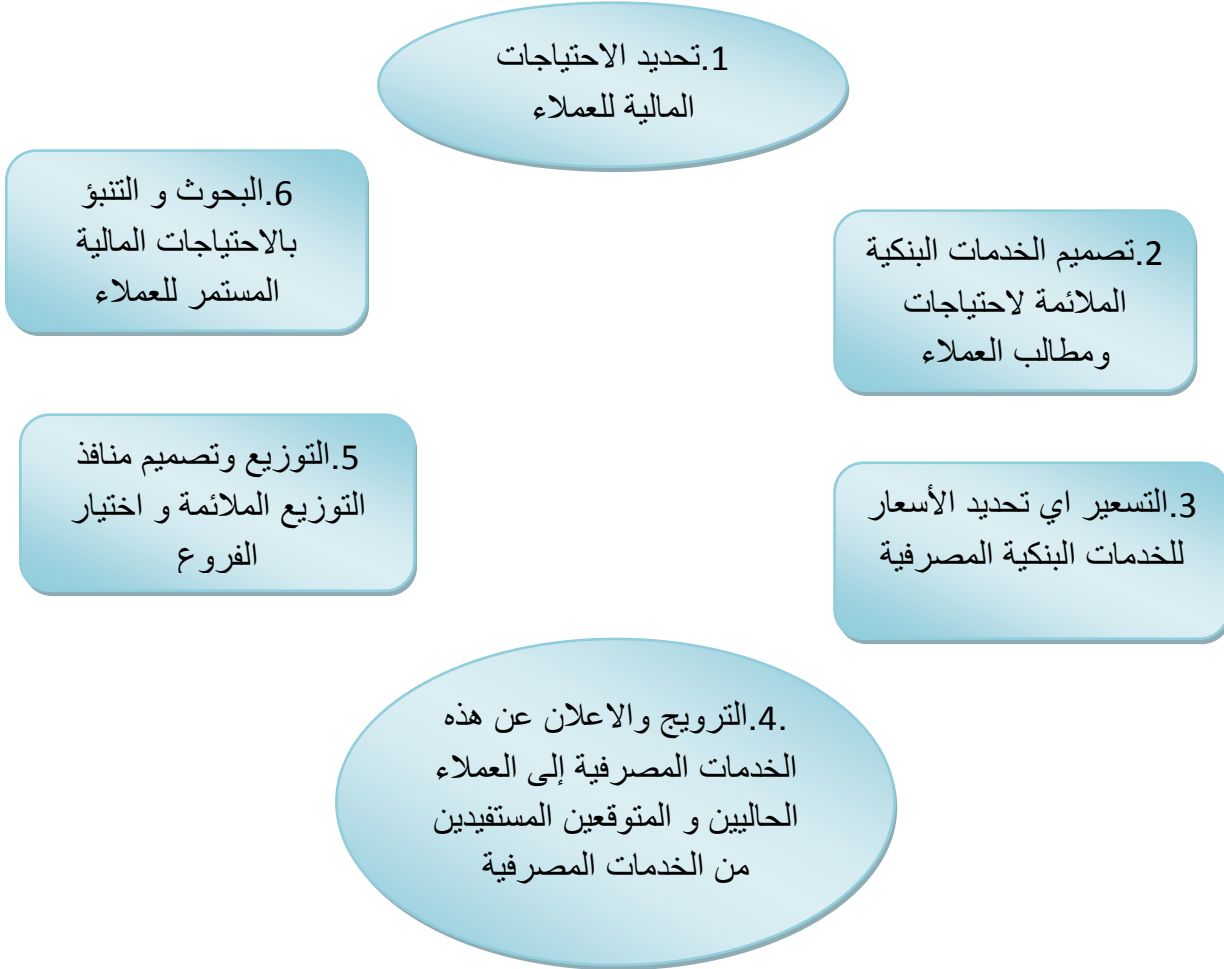 1.تحديد الاحتياجات
المالية للعملاء
2.تصميم الخدمات البنكية
الملائمة لاحتياجات
ومطالب العملاء
3.التسعير اي تحديد الأسعار
للخدمات البنكية المصرفية
.4.الترويج والاعلان عن هذه
الخدمات المصرفية إلى العملاء
الحاليين و المتوقعين المستفيدين
من الخدمات المصرفية
5.التوزيع وتصميم منافذ
التوزيع الملائمة و اختيار
الفروع
6.البحوث و التنبؤ
بالاحتياجات المالية
المستمر للعملاء